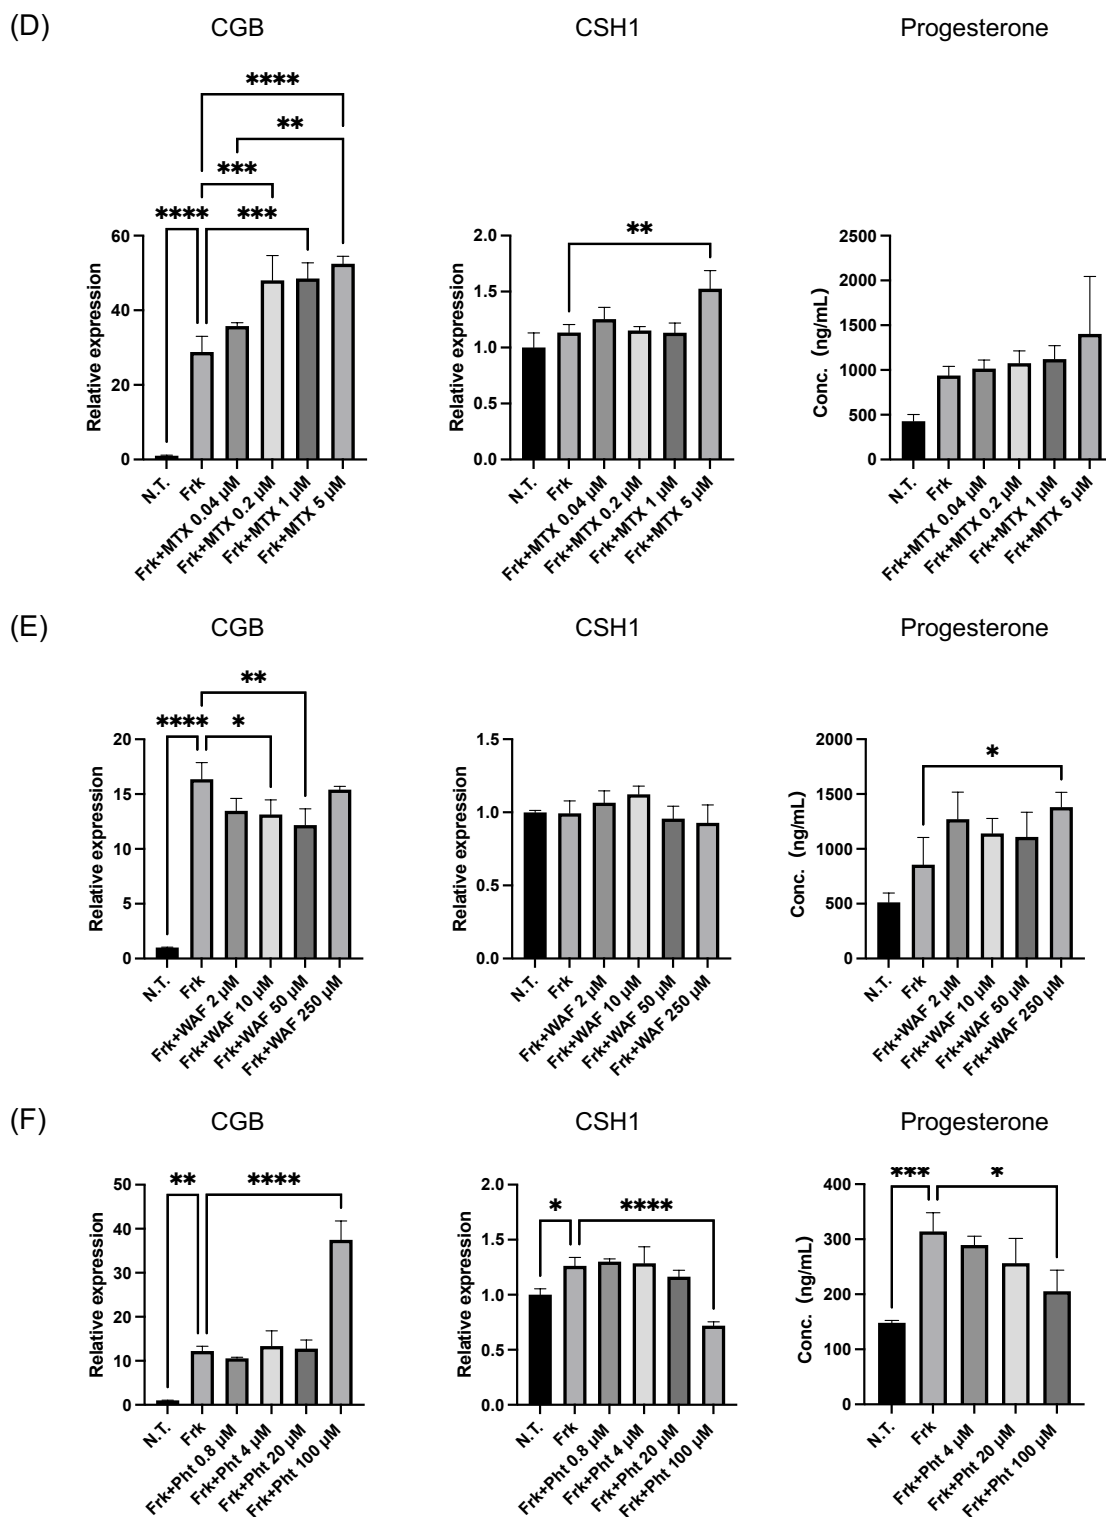 (D)
CGB
CSH1
Progesterone
****
**
***
****
***
Relative expression
60
40
20
0
N.T.
Frk
Frk+MTX 0.04 µM
Frk+MTX 0.2 µM
Frk+MTX 1 µM
Frk+MTX 5 µM
**
Relative expression
2.0
1.5
1.0
0.5
0.0
N.T.
Frk
Frk+MTX 0.04 µM
Frk+MTX 0.2 µM
Frk+MTX 1 µM
Frk+MTX 5 µM
Conc. (ng/mL)
2500
2000
1500
1000
500
0
N.T.
Frk
Frk+MTX 0.04 µM
Frk+MTX 0.2 µM
Frk+MTX 1 µM
Frk+MTX 5 µM
(E)
CGB
CSH1
Progesterone
**
****
*
Relative expression
20
15
10
5
0
N.T.
Frk
Frk+WAF 2 µM
Frk+WAF 10 µM
Frk+WAF 50 µM
Frk+WAF 250 µM
Relative expression
1.5
1.0
0.5
0.0
N.T.
Frk
Frk+WAF 2 µM
Frk+WAF 10 µM
Frk+WAF 50 µM
Frk+WAF 250 µM
*
Conc. (ng/mL)
2000
1500
1000
500
0
N.T.
Frk
Frk+WAF 2 µM
Frk+WAF 10 µM
Frk+WAF 50 µM
Frk+WAF 250 µM
(F)
CGB
CSH1
Progesterone
**
****
Relative expression
50
40
30
20
10
0
N.T.
Frk
Frk+Pht 0.8 µM
Frk+Pht 4 µM
Frk+Pht 20 µM
Frk+Pht 100 µM
*
****
Relative expression
2.0
1.5
1.0
0.5
0.0
N.T.
Frk
Frk+Pht 0.8 µM
Frk+Pht 4 µM
Frk+Pht 20 µM
Frk+Pht 100 µM
***
*
Conc. (ng/mL)
400
300
200
100
0
N.T.
Frk
Frk+Pht 4 µM
Frk+Pht 20 µM
Frk+Pht 100 µM